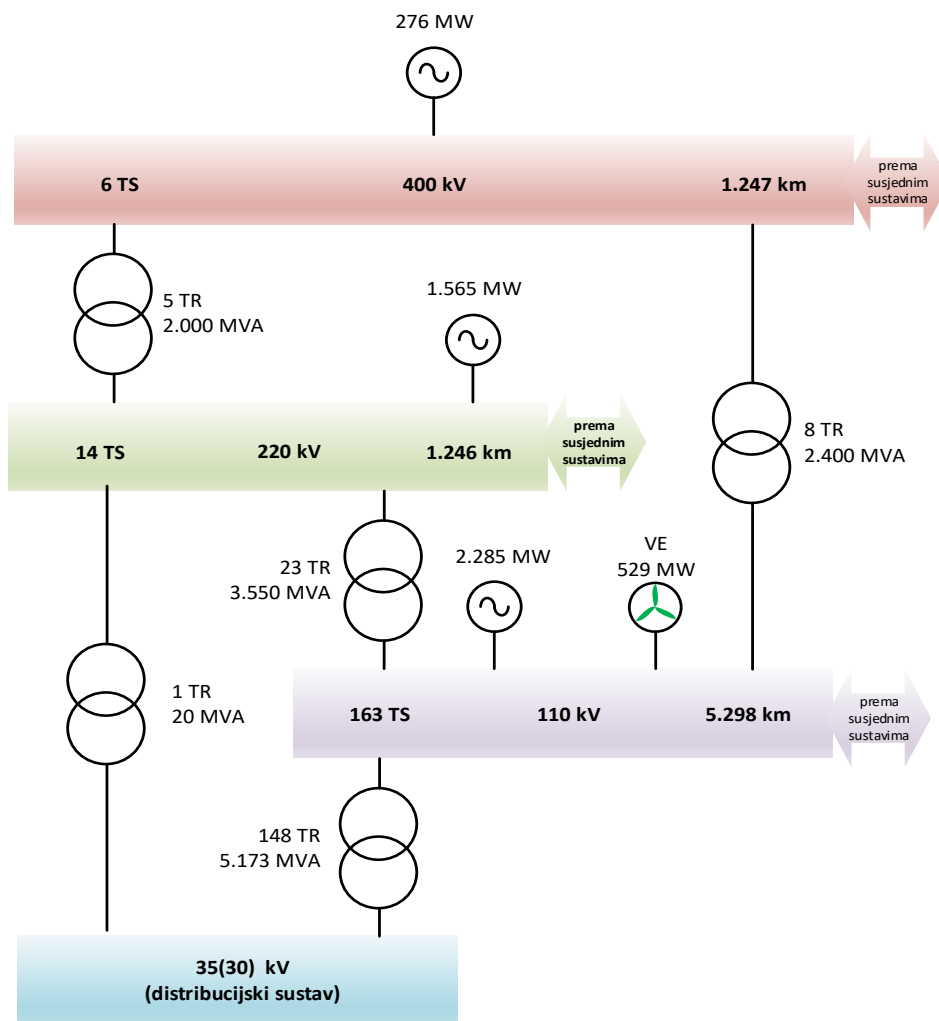 276 MW
6 TS 400 kV 1.247 km
prema
susjednim
sustavima
5 TR
2.000 MVA
1.565 MW
14 TS 220 kV 1.246 km
prema
susjednim
sustavima
8 TR
2.400 MVA
23 TR
3.550 MVA
2.285 MW
VE
529 MW
1 TR
20 MVA
163 TS 110 kV 5.298 km
prema
susjednim
sustavima
148 TR
5.173 MVA
35(30) kV
(distribucijski sustav)